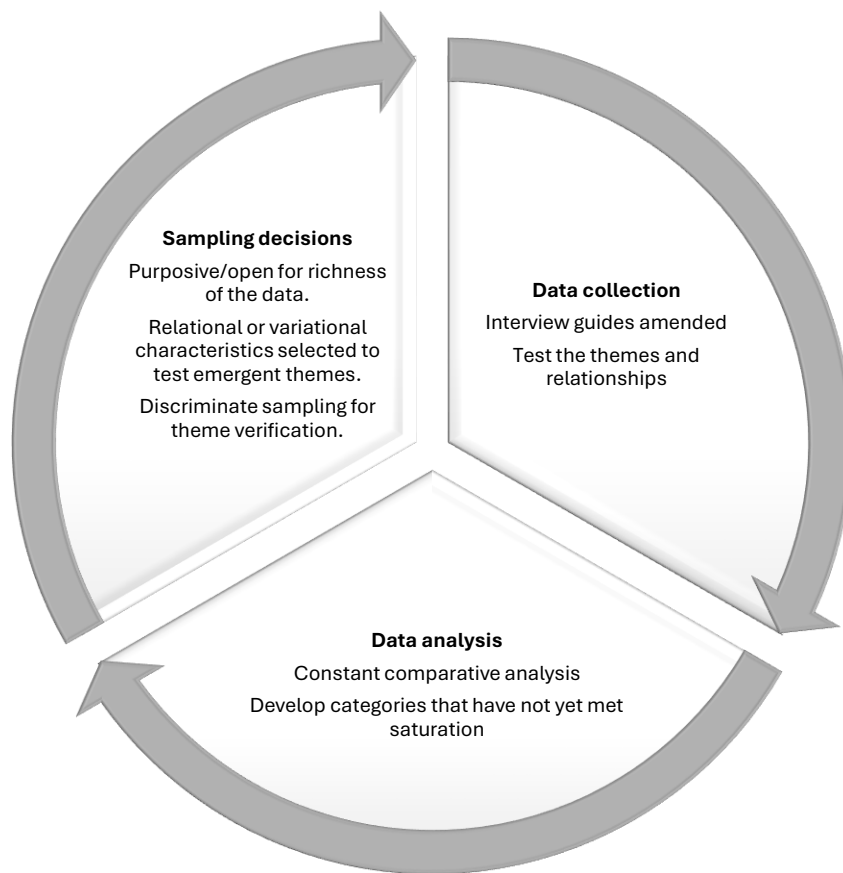 Sampling decisions
Purposive/open for richness
of the data.
Relational or variational
characteristics selected to
test emergent themes.
Discriminate sampling for
theme verification.
Data collection
Interview guides amended
Test the themes and
relationships
Data analysis
Constant comparative analysis
Develop categories that have not yet met
saturation